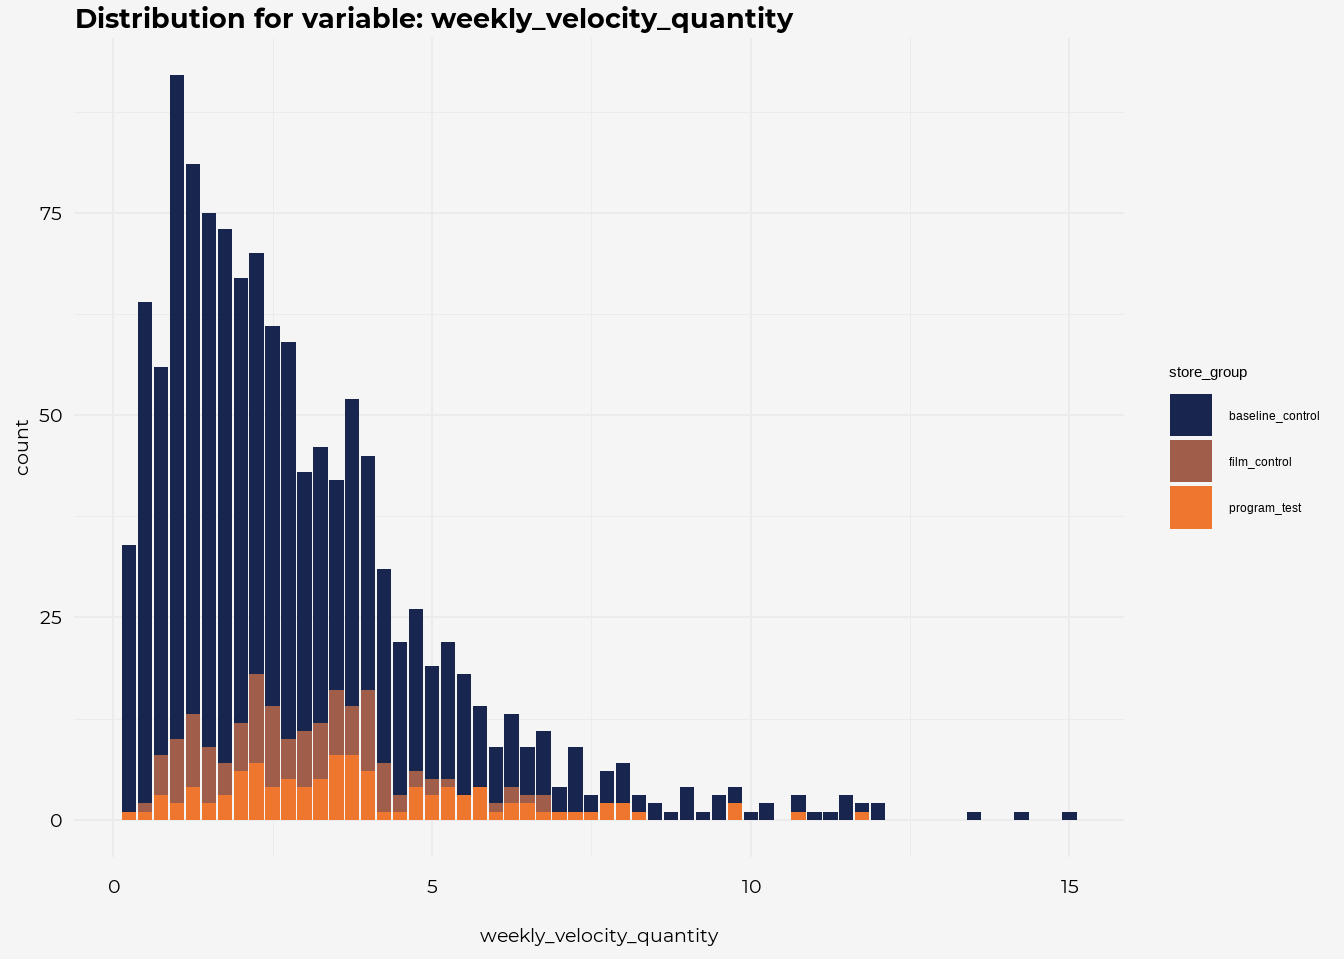 Distribution for variable: weekly_velocity_quantity
75
50
25
0
count
0
5
10
15
weekly_velocity_quantity
store_group
baseline_control
film_control
program_test